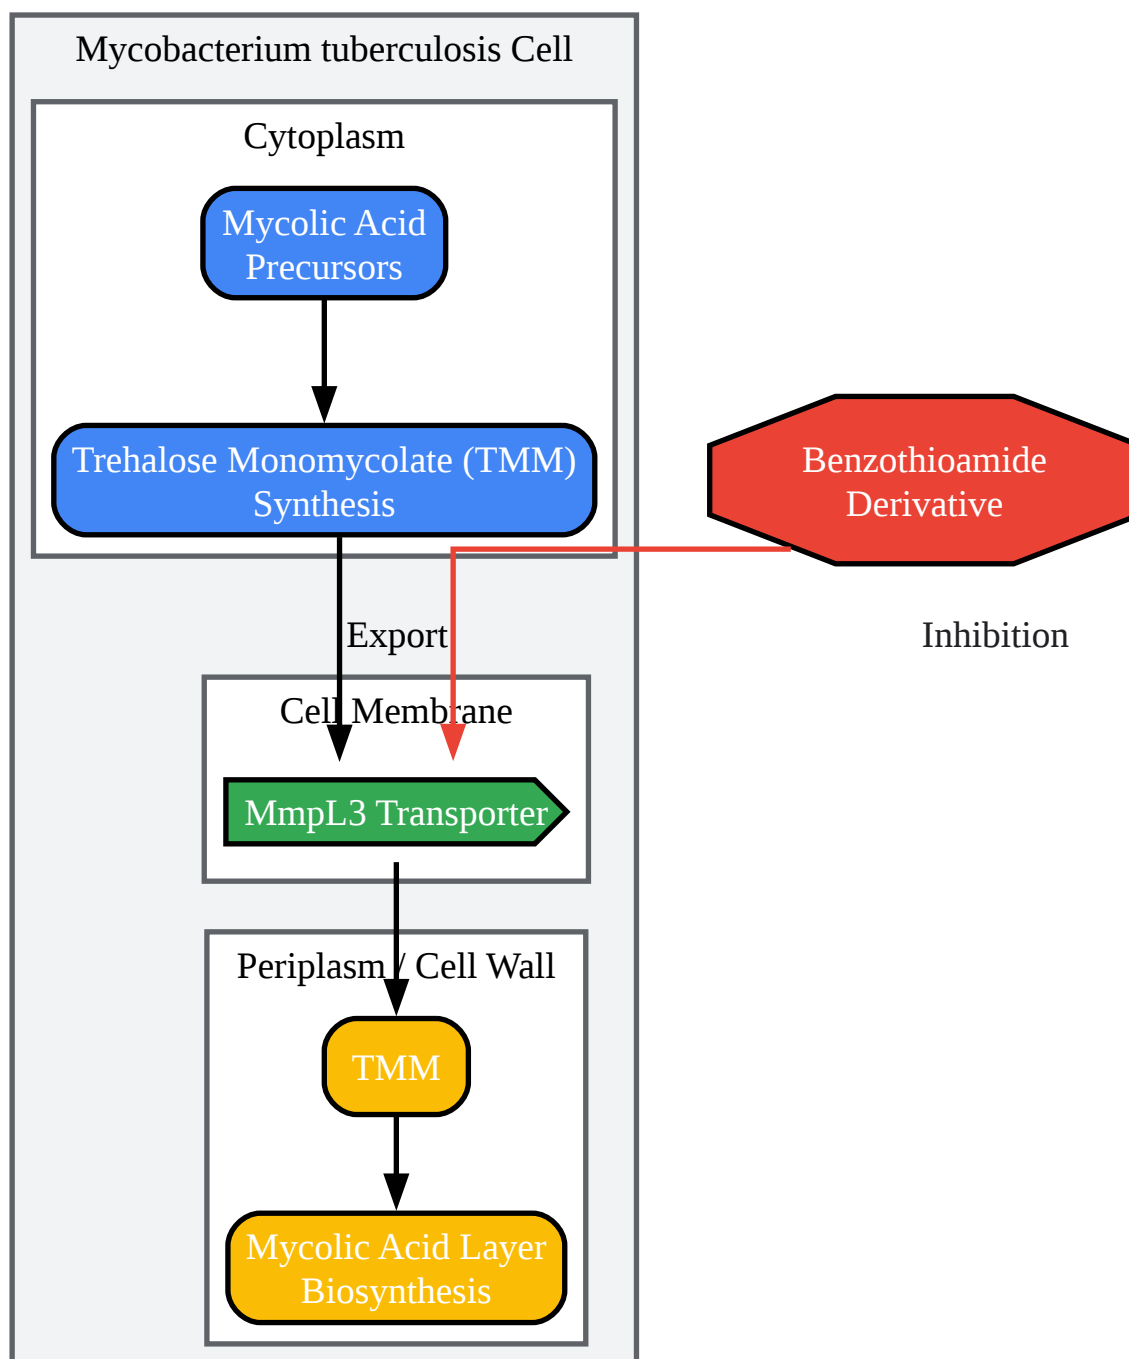 Mycobacterium tuberculosis Cell
Cytoplasm
Mycolic Acid
Precursors
Trehalose Monomycolate (TMM)
Synthesis
Benzothioamide
Derivative
Export
Inhibition
Cell Membrane
MmpL3 Transporter
Periplasm / Cell Wall
TMM
Mycolic Acid Layer
Biosynthesis